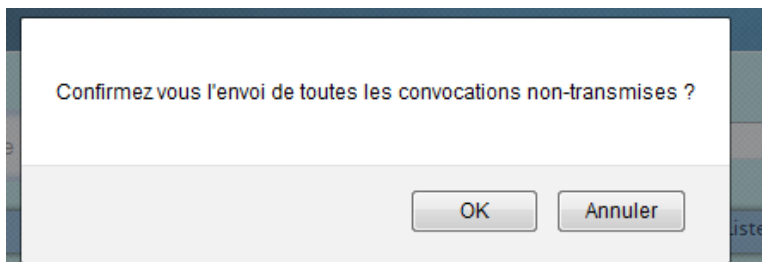 Confirmez vous l'envoi de toutes les convocations non-transmises ?
OK
Annuler